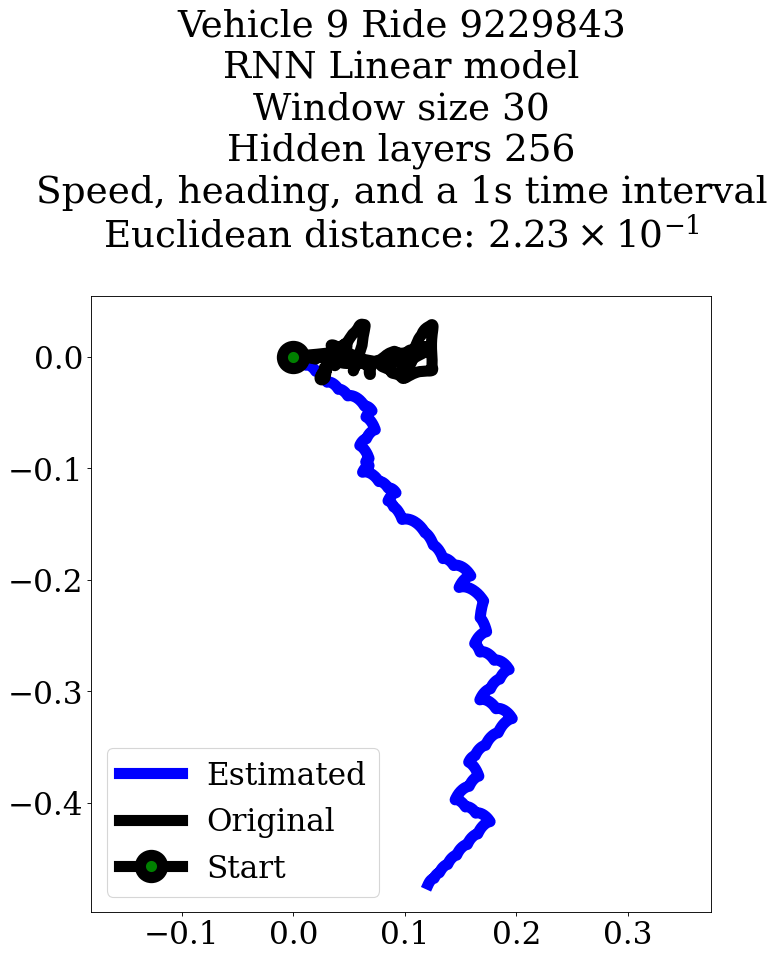 Vehicle 9 Ride 9229843
RNN Linear model
Window size 30
Hidden layers 256
Speed, heading, and a 1s time interval
Euclidean distance: 2.23 × 10⁻¹
0.0
−0.1
−0.2
−0.3
−0.4
Estimated
Original
Start
−0.1 0.0 0.1 0.2 0.3